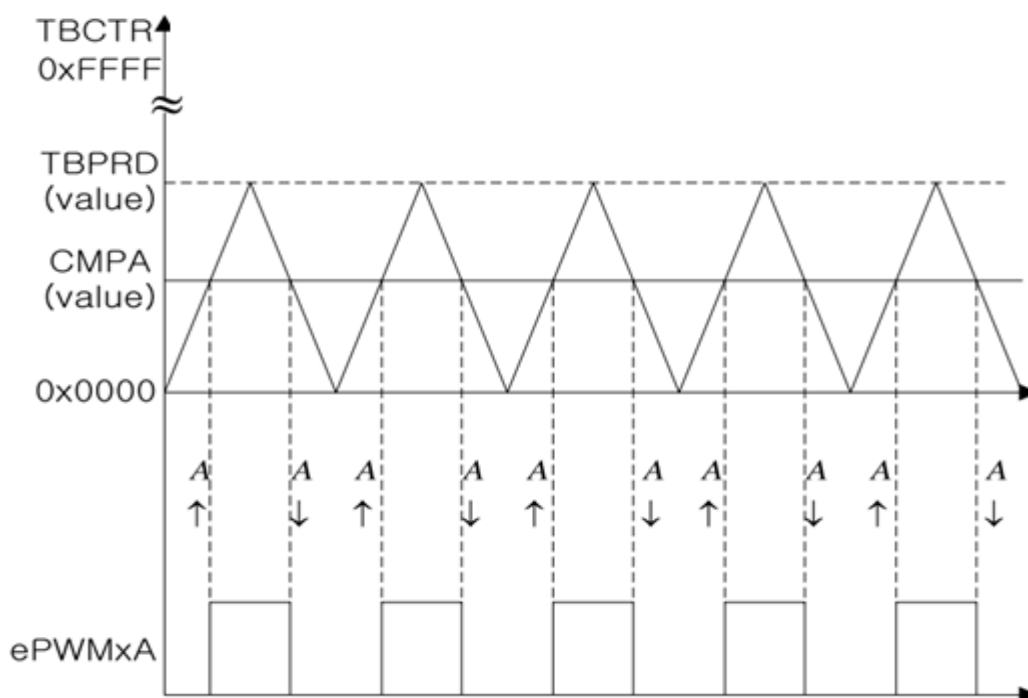 TBCTR
0xFFFF
TBPRD
(value)
CMPA
(value)
0x0000
A A A A A A A A A A
↑ ↓ ↑ ↓ ↑ ↓ ↑ ↓ ↑ ↓
ePWMxA